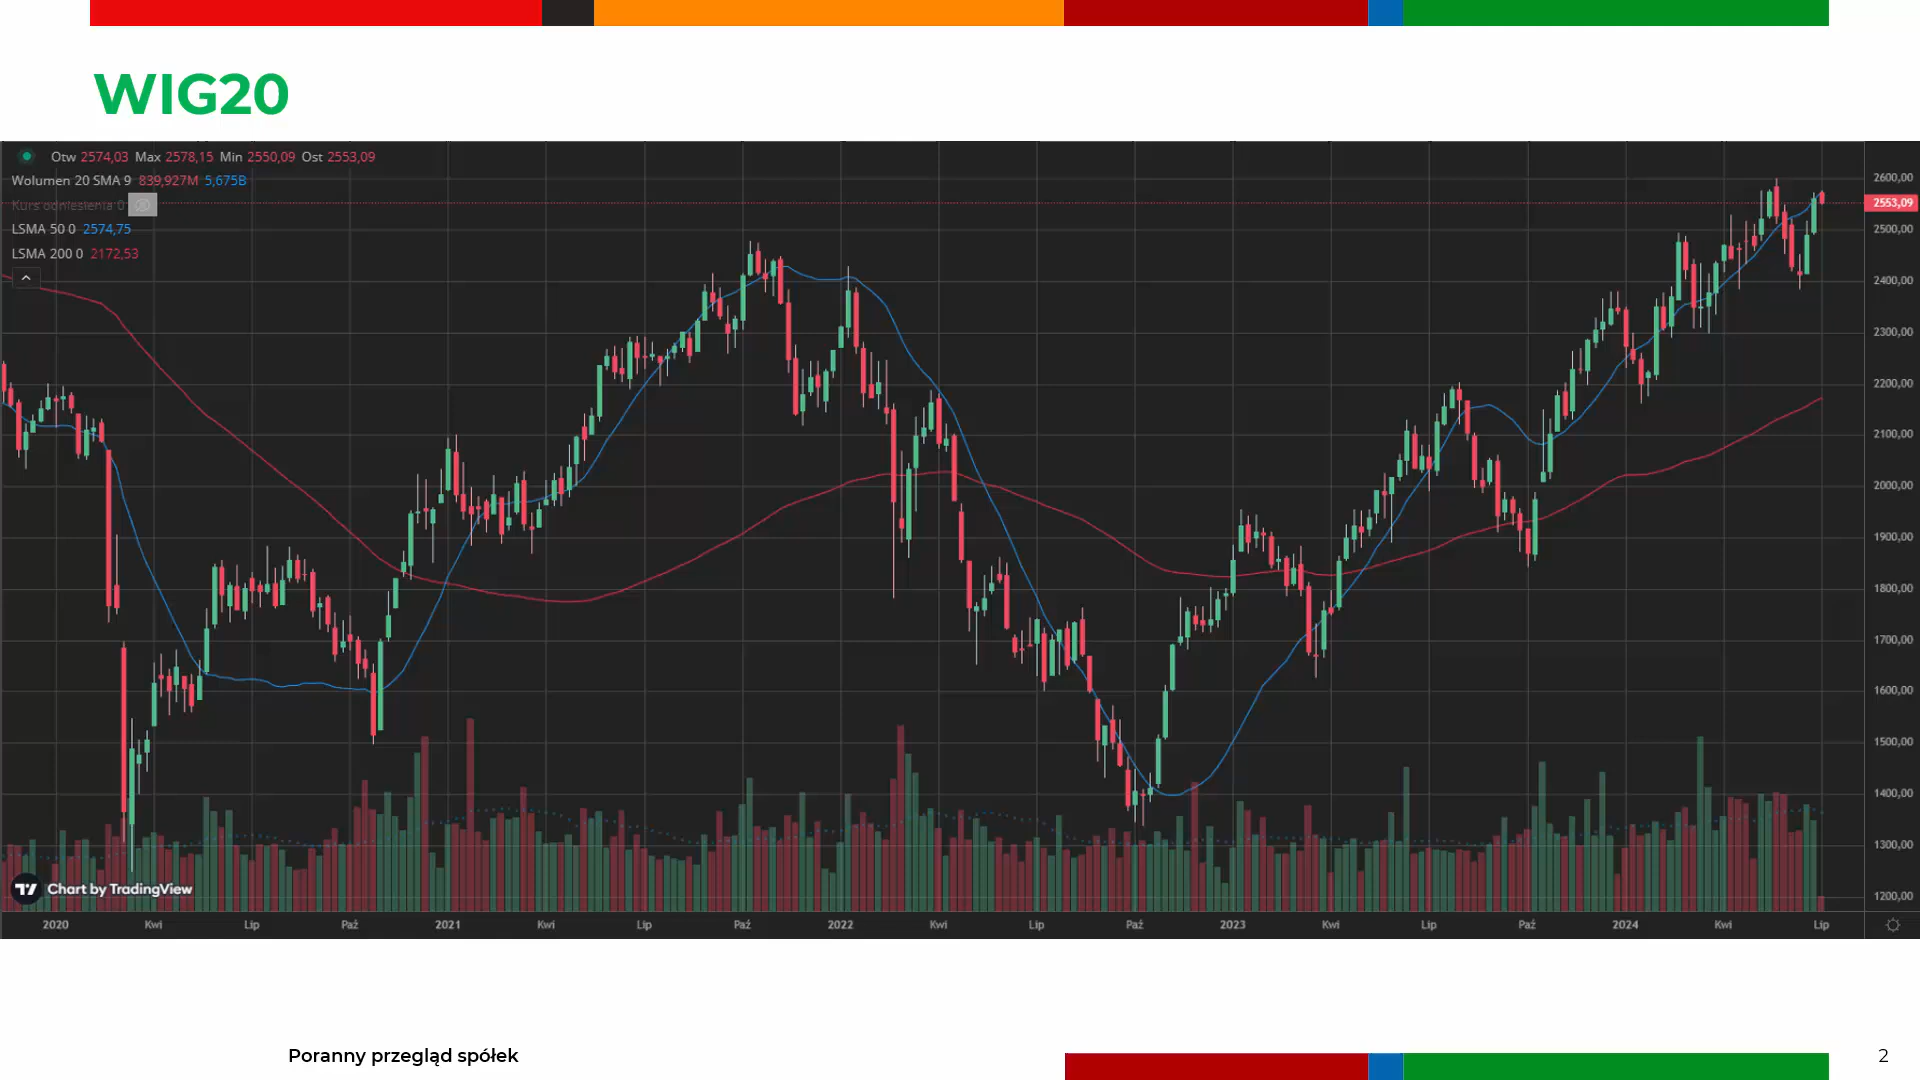 WIG20
Otw 2574,03 Max 2578,15 Min 2550,09 Ost 2553,09
Wolumen 20 SMA 9 839,927M 5,675B
Kurs odniesienia 0
LSMA 50 0 2574,75
LSMA 200 0 2172,53
2600,00
2553,09
2500,00
2400,00
2300,00
2200,00
2100,00
2000,00
1900,00
1800,00
1700,00
1600,00
1500,00
1400,00
1300,00
1200,00
Chart by TradingView
2020 Kwi Lip Paź 2021 Kwi Lip Paź 2022 Kwi Lip Paź 2023 Kwi Lip Paź 2024 Kwi Lip
Poranny przegląd spółek
2